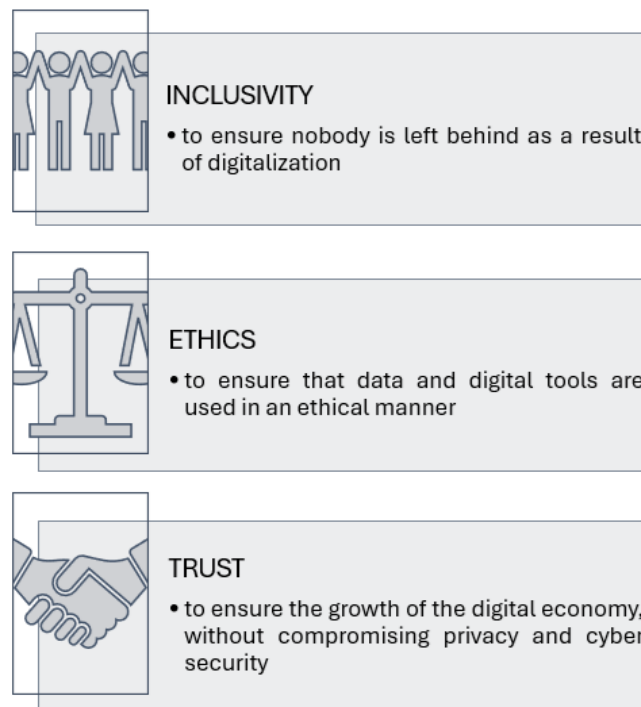 INCLUSIVITY
• to ensure nobody is left behind as a result
of digitalization
ETHICS
• to ensure that data and digital tools are
used in an ethical manner
TRUST
• to ensure the growth of the digital economy,
without compromising privacy and cyber
security